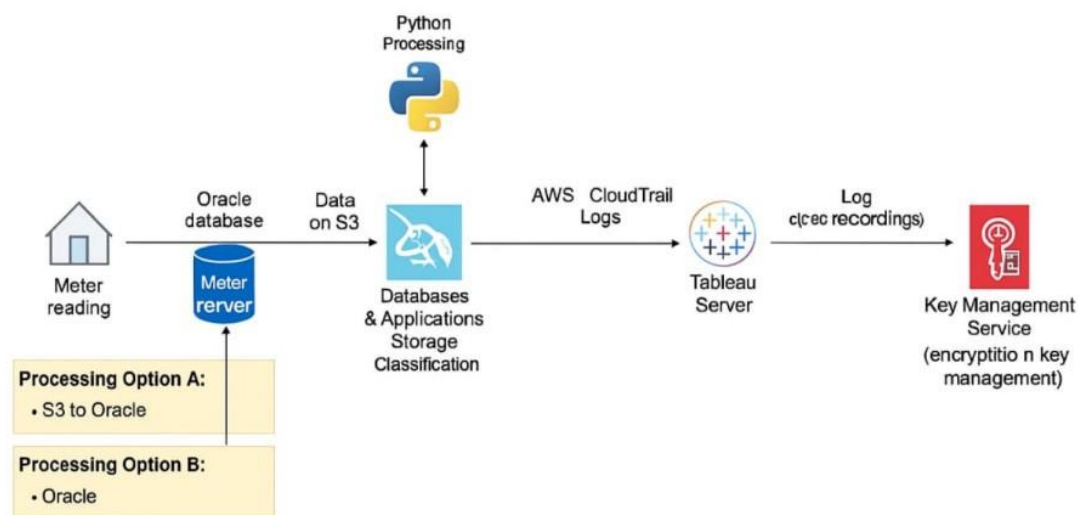 Python
Processing
Oracle
database
Data
on S3
AWS CloudTrail
Logs
Log
c(cec recordings)
Meter
reading
Meter
rerver
Databases
& Applications
Storage
Classification
Tableau
Server
Key Management
Service
(encryptitio n key
management)
Processing Option A:
• S3 to Oracle
Processing Option B:
• Oracle